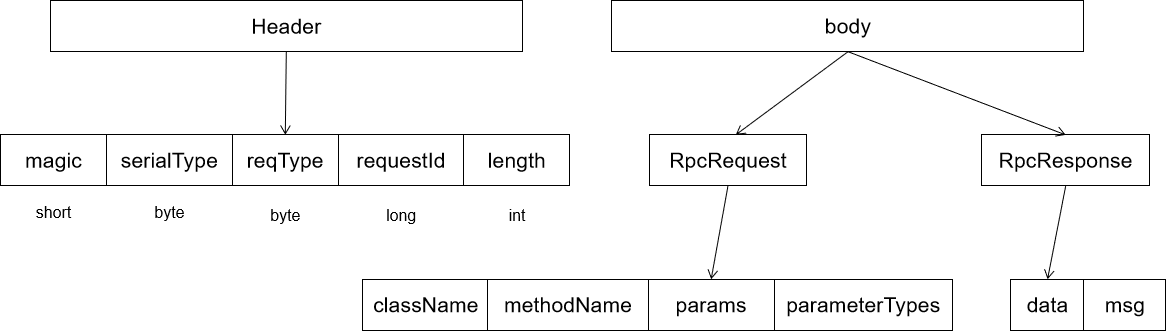 Header body
magic serialType reqType requestId length RpcRequest RpcResponse
short byte byte long int
className methodName params parameterTypes data msg